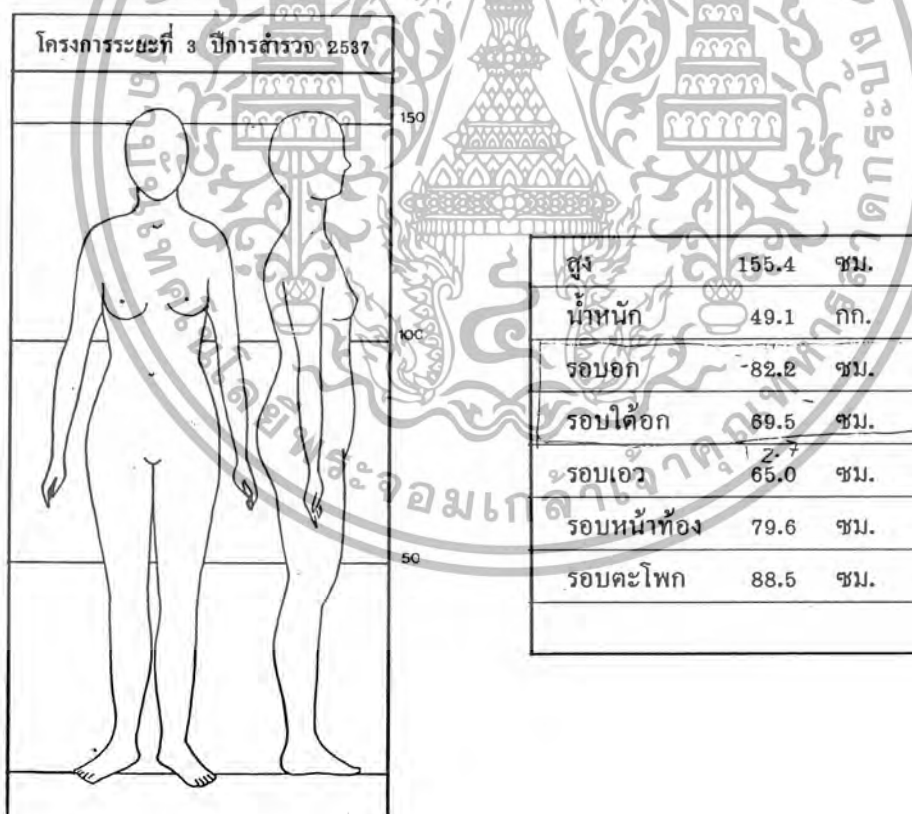 โครงการระยะที่ 3 ปีการสำรวจ 2537
150
100
50
สูง 155.4 ซม.
น้ำหนัก 49.1 กก.
รอบอก 82.2 ซม.
รอบใต้อก 69.5 ซม.
2.7
รอบเอว 65.0 ซม.
รอบหน้าท้อง 79.6 ซม.
รอบตะโพก 88.5 ซม.